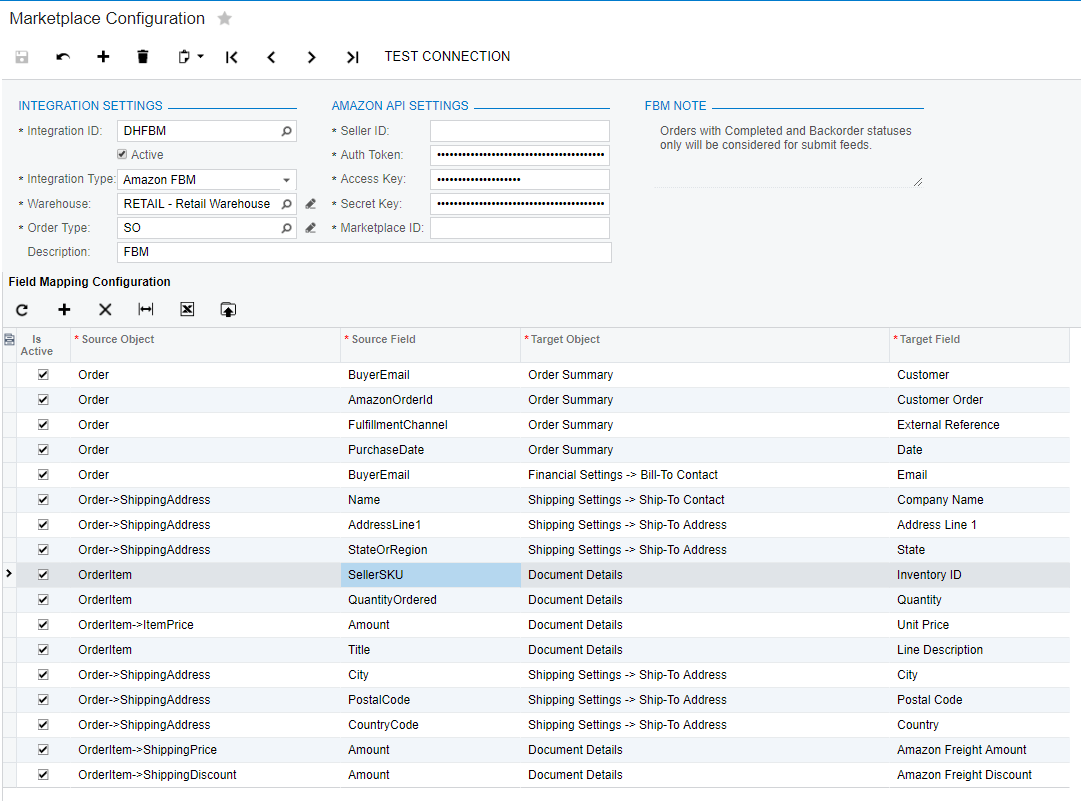 Marketplace Configuration
TEST CONNECTION
INTEGRATION SETTINGS
* Integration ID: DHFBM
Active
* Integration Type: Amazon FBM
* Warehouse: RETAIL - Retail Warehouse
* Order Type: SO
Description: FBM
AMAZON API SETTINGS
* Seller ID:
* Auth Token: ••••••••••••••••••••••••••••••••••••••••
* Access Key: ••••••••••••••••••••
* Secret Key: ••••••••••••••••••••••••••••••••••••••••
* Marketplace ID:
FBM NOTE
Orders with Completed and Backorder statuses
only will be considered for submit feeds.
Field Mapping Configuration
Is Active * Source Object * Source Field * Target Object * Target Field
Order BuyerEmail Order Summary Customer
Order AmazonOrderId Order Summary Customer Order
Order FulfillmentChannel Order Summary External Reference
Order PurchaseDate Order Summary Date
Order BuyerEmail Financial Settings -> Bill-To Contact Email
Order->ShippingAddress Name Shipping Settings -> Ship-To Contact Company Name
Order->ShippingAddress AddressLine1 Shipping Settings -> Ship-To Address Address Line 1
Order->ShippingAddress StateOrRegion Shipping Settings -> Ship-To Address State
OrderItem SellerSKU Document Details Inventory ID
OrderItem QuantityOrdered Document Details Quantity
OrderItem->ItemPrice Amount Document Details Unit Price
OrderItem Title Document Details Line Description
Order->ShippingAddress City Shipping Settings -> Ship-To Address City
Order->ShippingAddress PostalCode Shipping Settings -> Ship-To Address Postal Code
Order->ShippingAddress CountryCode Shipping Settings -> Ship-To Address Country
OrderItem->ShippingPrice Amount Document Details Amazon Freight Amount
OrderItem->ShippingDiscount Amount Document Details Amazon Freight Discount